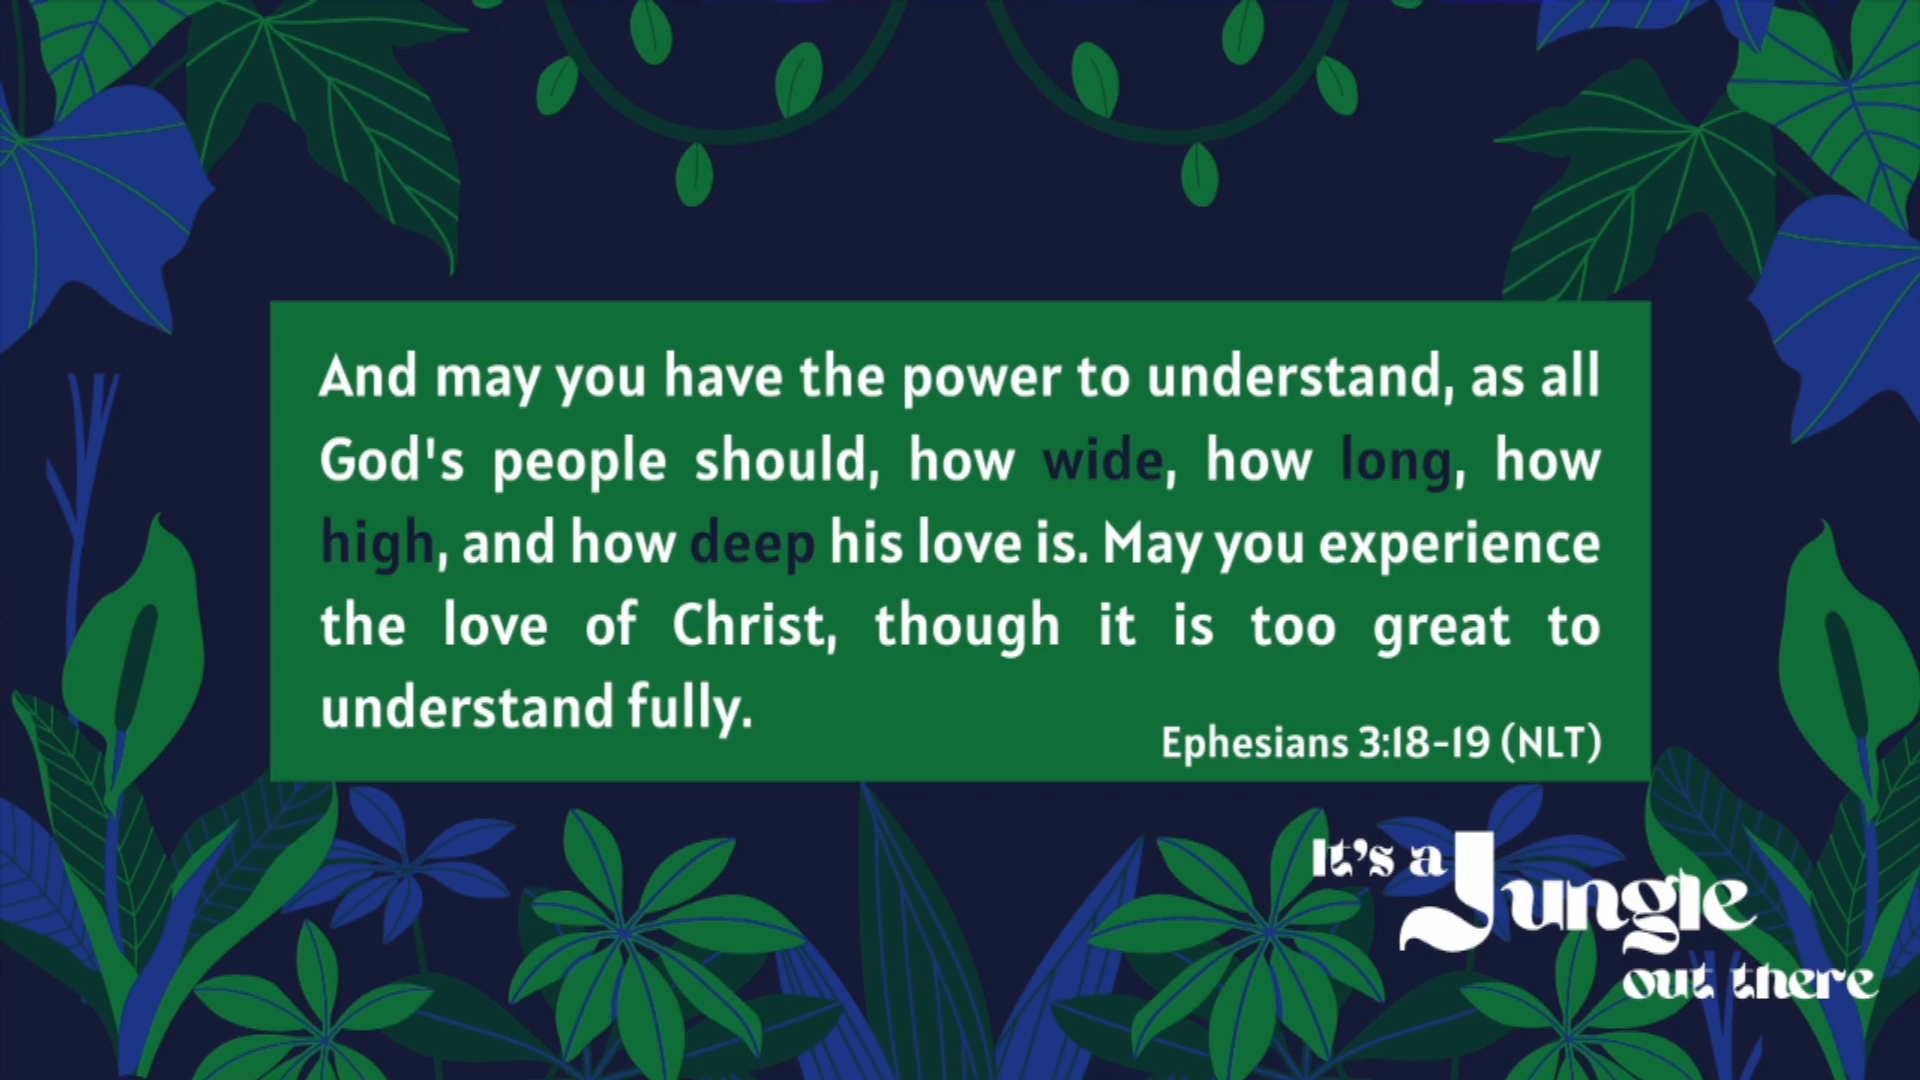 And may you have the power to understand, as all
God's people should, how wide, how long, how
high, and how deep his love is. May you experience
the love of Christ, though it is too great to
understand fully.
Ephesians 3:18-19 (NLT)
It's a
Jungle
out there